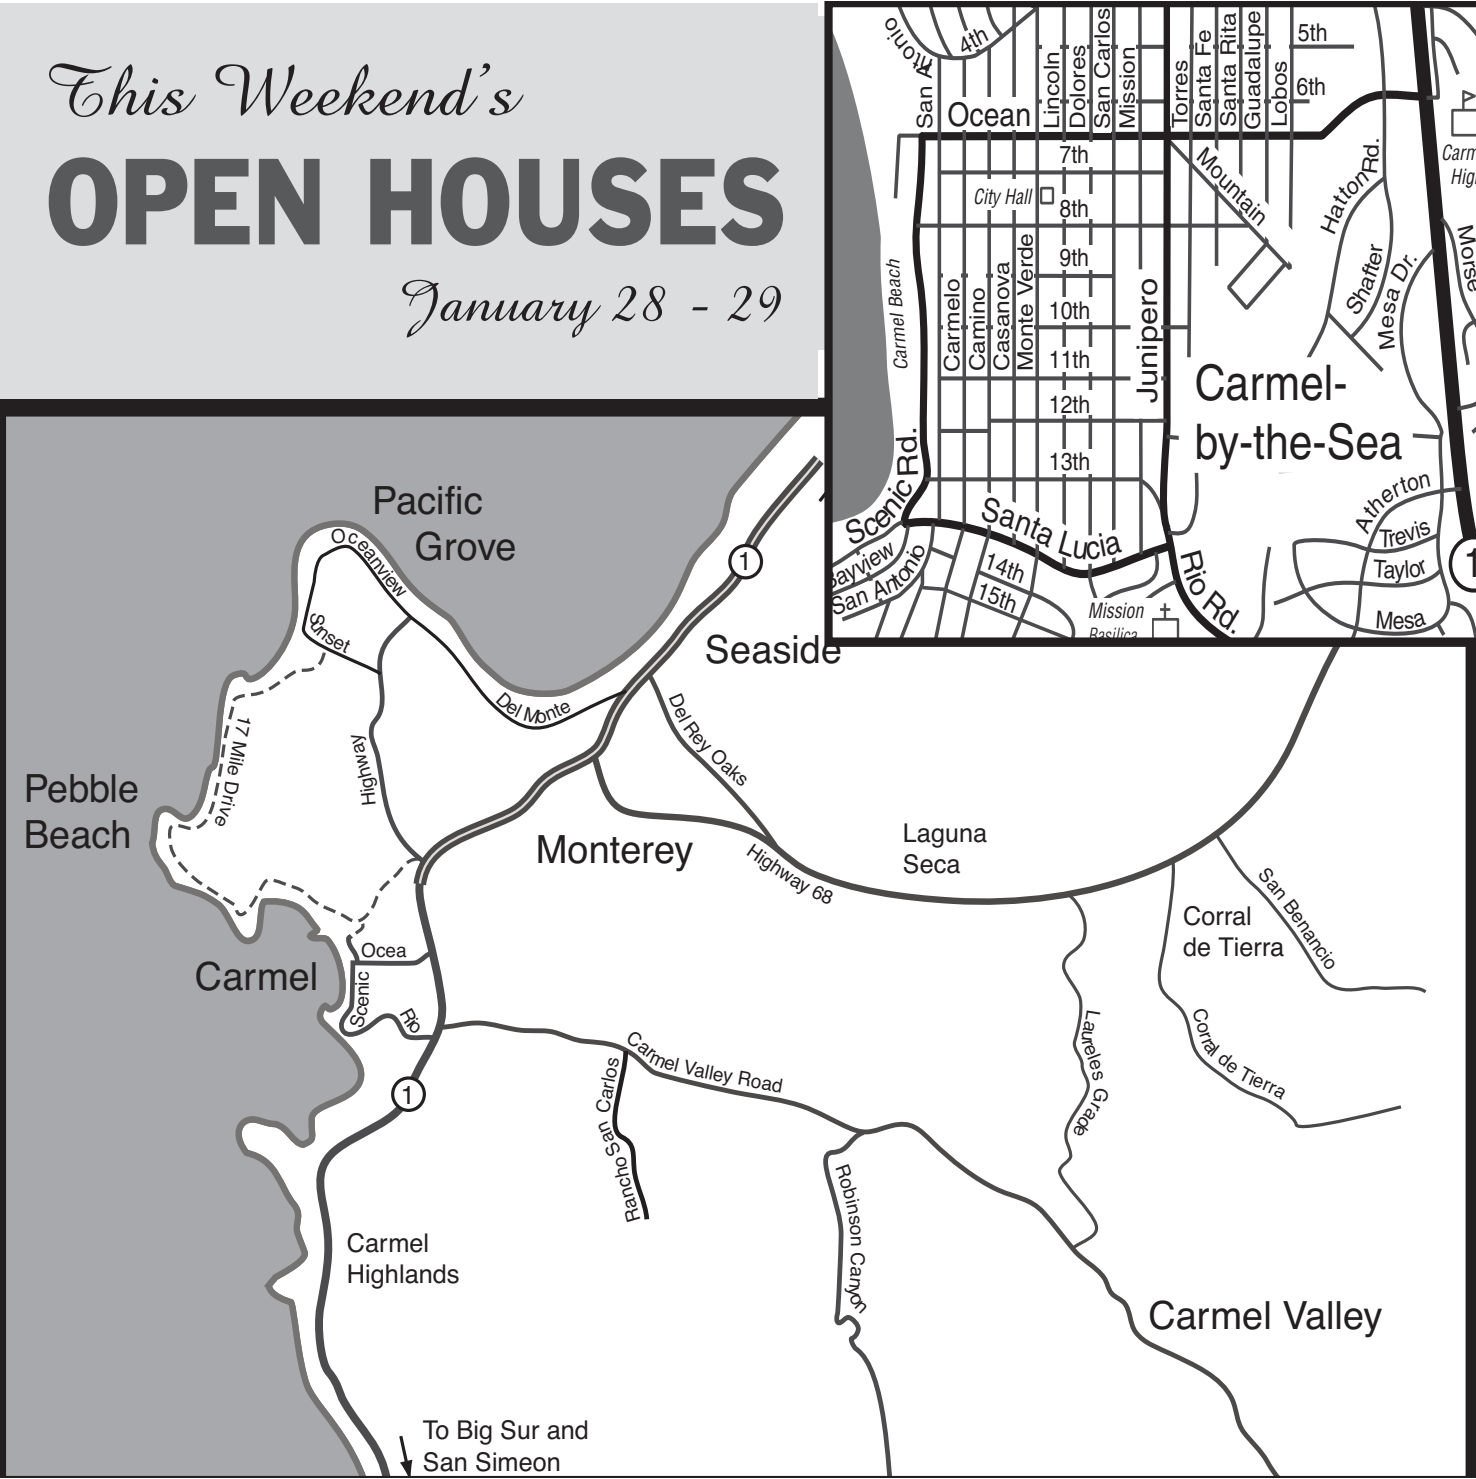 This Weekend's
OPEN HOUSES
January 28 - 29
San Antonio
4th
Lincoln
Dolores
San Carlos
Mission
Torres
Santa Fe
Santa Rita
Guadalupe
Lobos
5th
6th
Ocean
7th
City Hall
8th
Mountain
Hatton Rd.
Shafter
Mesa Dr.
Carm
High
Morse
Carmel Beach
Carmelo
Camino
Casanova
Monte Verde
9th
10th
11th
12th
13th
Junipero
Carmel-
by-the-Sea
Scenic Rd.
Santa Lucia
Bayview
San Antonio
14th
15th
Mission
Basilica
Rio Rd.
Atherton
Trevis
Taylor
Mesa
1
Pacific
Grove
Oceanview
Sunset
1
Seaside
Del Monte
Del Rey Oaks
17 Mile Drive
Highway
Pebble
Beach
Monterey
Highway 68
Laguna
Seca
San Benancio
Corral
de Tierra
Corral de Tierra
Laureles Grade
Carmel
Ocea
Scenic
Rio
1
Carmel Valley Road
Rancho San Carlos
Robinson Canyon
Carmel
Highlands
Carmel Valley
To Big Sur and
San Simeon